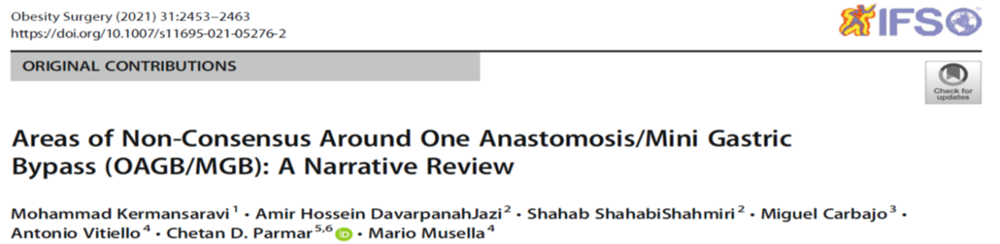 Obesity Surgery (2021) 31:2453–2463
https://doi.org/10.1007/s11695-021-05276-2
IFSO
ORIGINAL CONTRIBUTIONS
Check for
updates
Areas of Non-Consensus Around One Anastomosis/Mini Gastric
Bypass (OAGB/MGB): A Narrative Review
Mohammad Kermansaravi 1 · Amir Hossein DavarpanahJazi 2 · Shahab ShahabiShahmiri 2 · Miguel Carbajo 3 ·
Antonio Vitiello 4 · Chetan D. Parmar 5,6 iD · Mario Musella 4